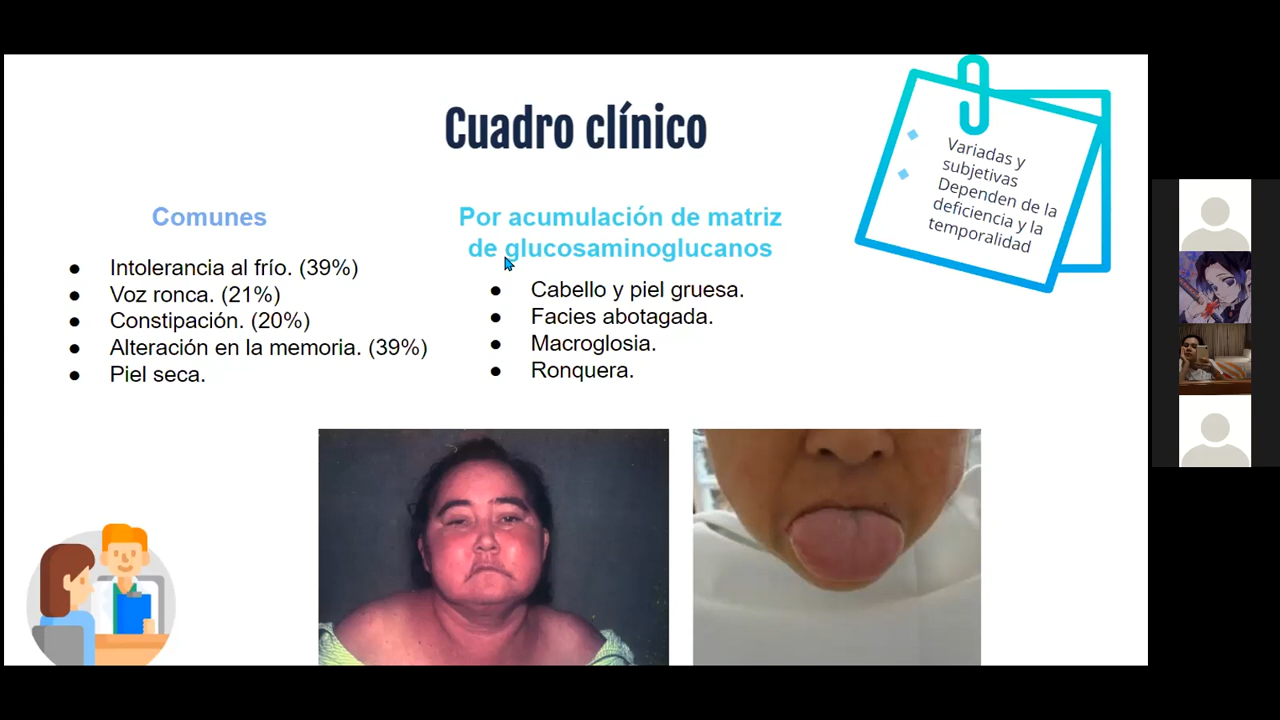 Cuadro clínico
Variadas y
subjetivas
Dependen de la
deficiencia y la
temporalidad
Comunes
Intolerancia al frío. (39%)
Voz ronca. (21%)
Constipación. (20%)
Alteración en la memoria. (39%)
Piel seca.
Por acumulación de matriz
de glucosaminoglucanos
Cabello y piel gruesa.
Facies abotagada.
Macroglosia.
Ronquera.